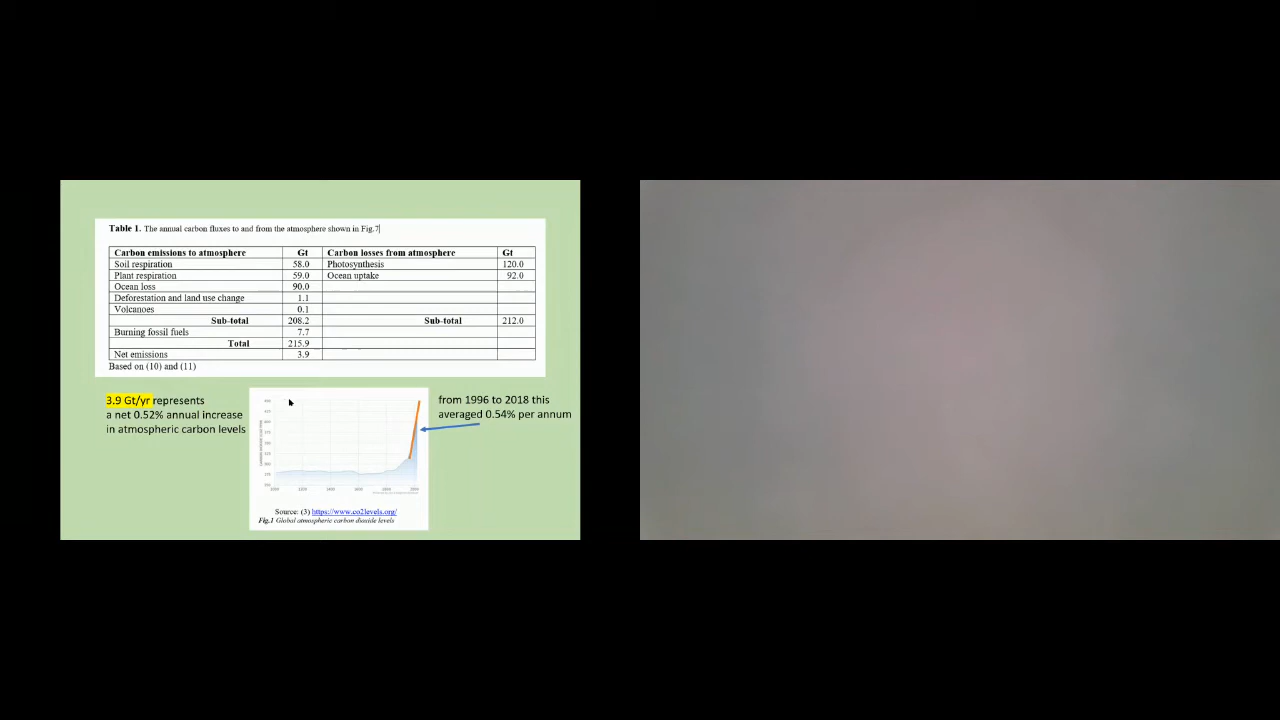 Table 1. The annual carbon fluxes to and from the atmosphere shown in Fig.7
Carbon emissions to atmosphere Gt Carbon losses from atmosphere Gt
Soil respiration 58.0 Photosynthesis 120.0
Plant respiration 59.0 Ocean uptake 92.0
Ocean loss 90.0
Deforestation and land use change 1.1
Volcanoes 0.1
Sub-total 208.2 Sub-total 212.0
Burning fossil fuels 7.7
Total 215.9
Net emissions 3.9
Based on (10) and (11)
3.9 Gt/yr represents
a net 0.52% annual increase
in atmospheric carbon levels
from 1996 to 2018 this
averaged 0.54% per annum
Source: (3) https://www.co2levels.org/
Fig.1 Global atmospheric carbon dioxide levels